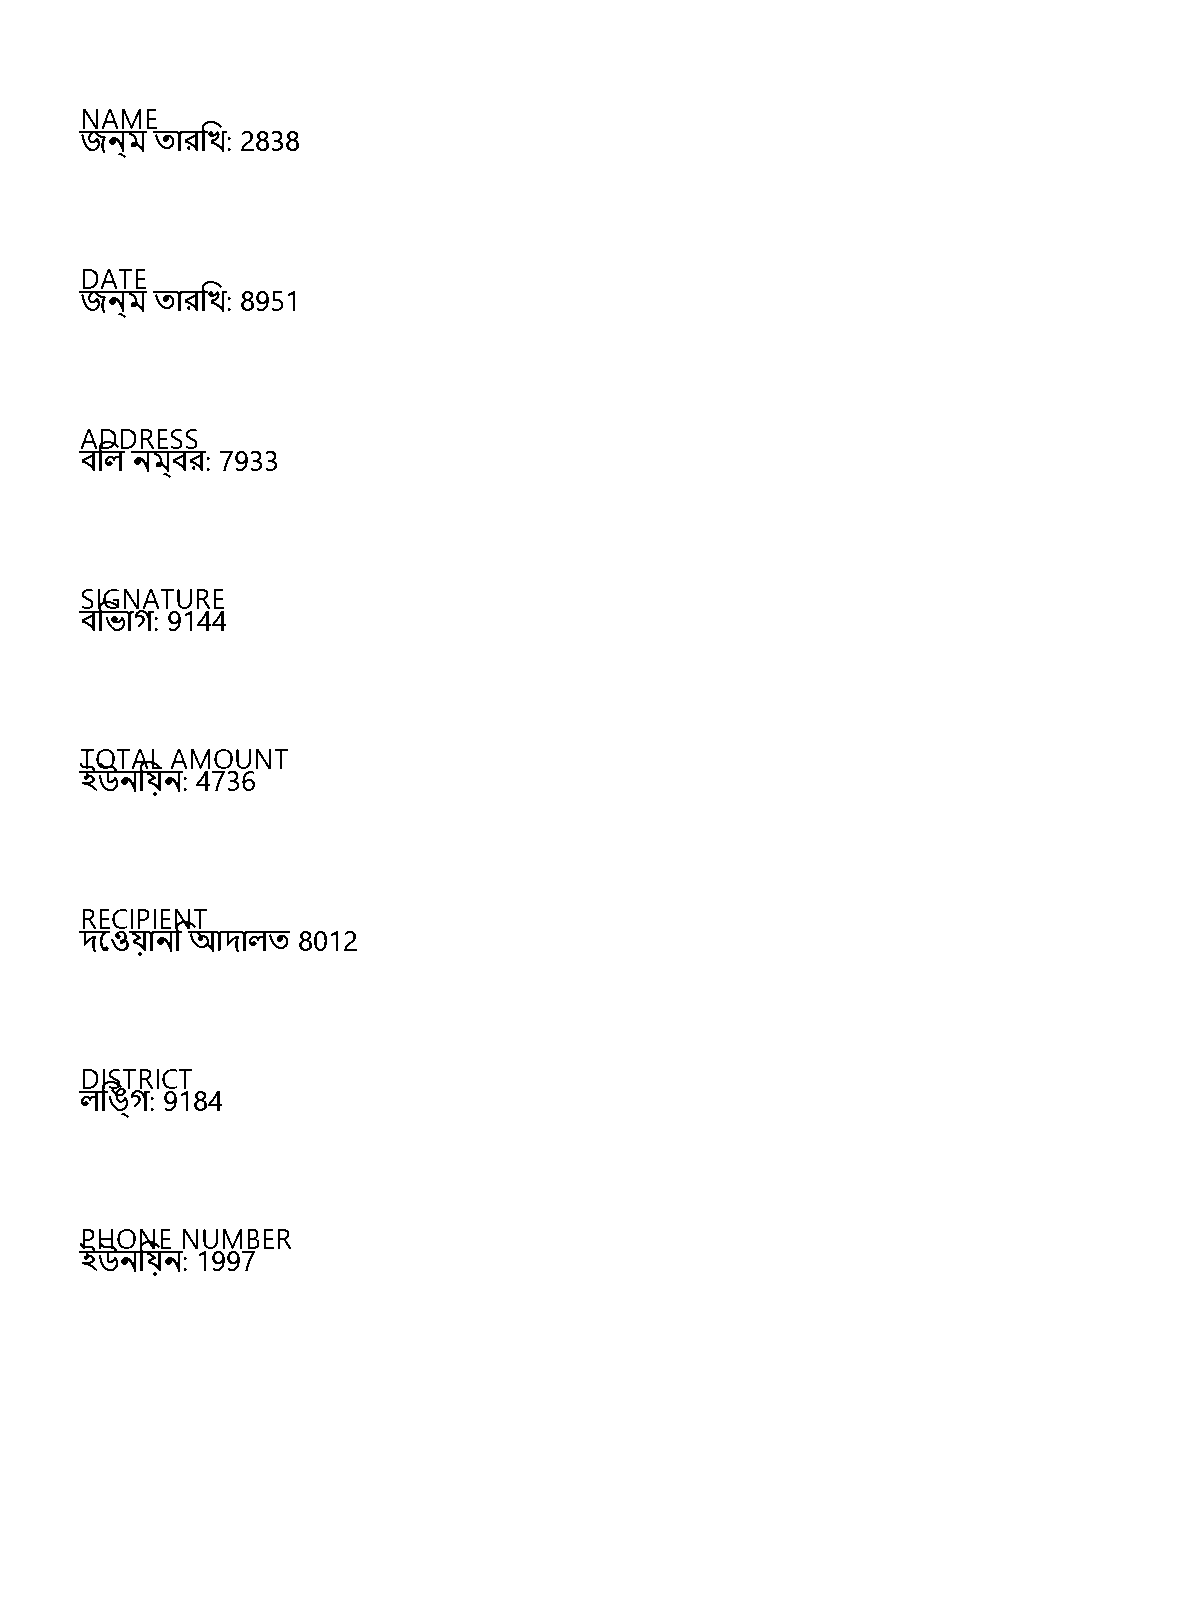 NAME
জন্ম তারিখ: 2838
DATE
জন্ম তারিখ: 8951
ADDRESS
বিল নম্বর: 7933
SIGNATURE
বিভাগ: 9144
TOTAL AMOUNT
ইউনিয়ন: 4736
RECIPIENT
দেওয়ানি আদালত 8012
DISTRICT
লিঙ্গ: 9184
PHONE NUMBER
ইউনিয়ন: 1997